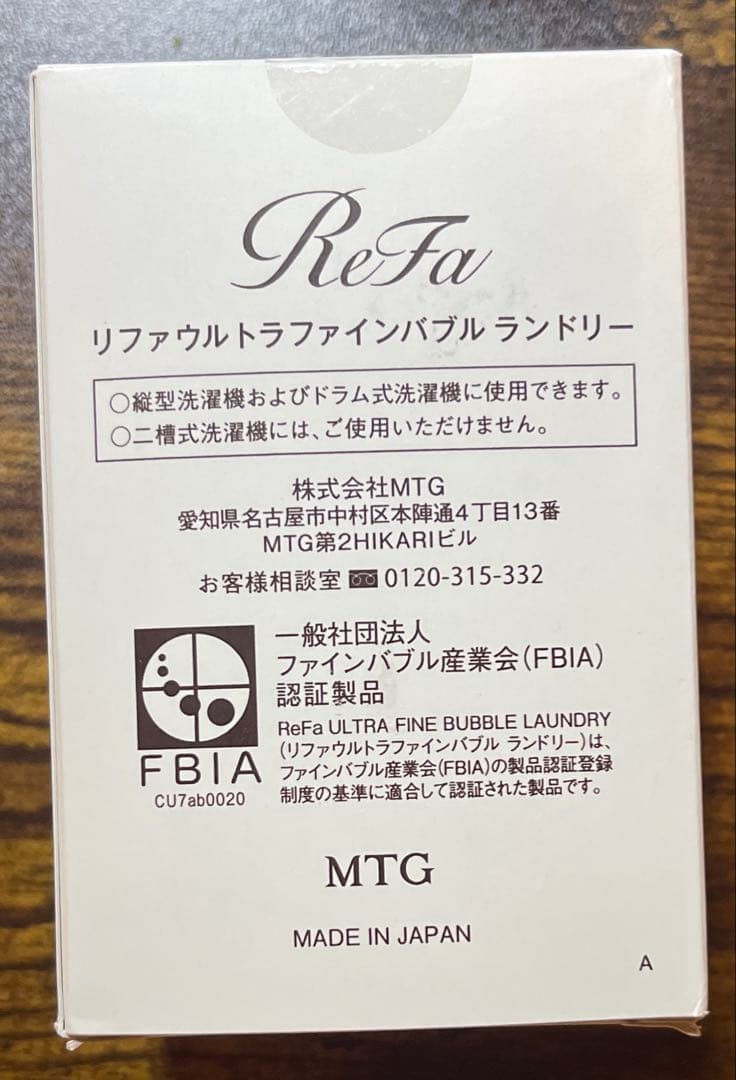 ReFa
リファウルトラファインバブル ランドリー
○縦型洗濯機およびドラム式洗濯機に使用できます。
○二槽式洗濯機には、ご使用いただけません。
株式会社MTG
愛知県名古屋市中村区本陣通4丁目13番
MTG第2HIKARIビル
お客様相談室 0120-315-332
一般社団法人
ファインバブル産業会(FBIA)
認証製品
ReFa ULTRA FINE BUBBLE LAUNDRY
(リファウルトラファインバブル ランドリー)は、
ファインバブル産業会(FBIA)の製品認証登録
制度の基準に適合して認証された製品です。
FBIA
CU7ab0020
MTG
MADE IN JAPAN
A